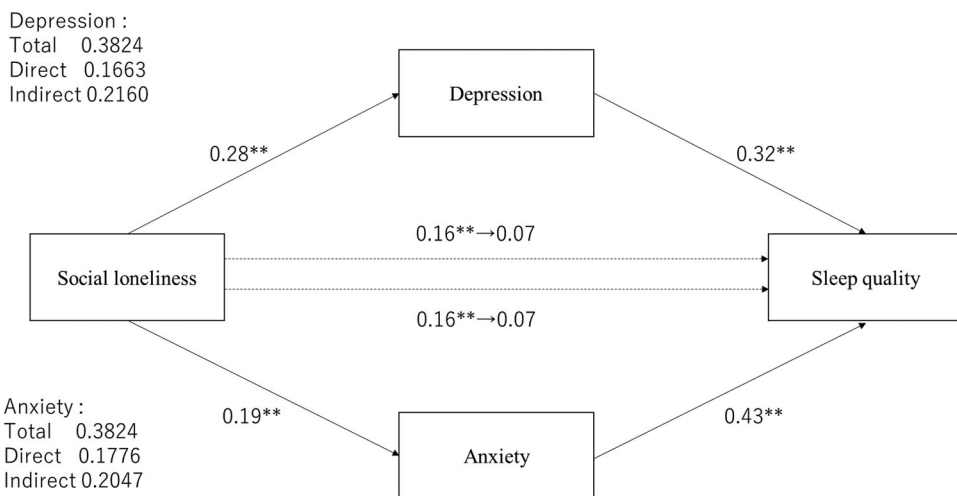 Depression :
Total 0.3824
Direct 0.1663
Indirect 0.2160
Depression
0.28**
0.32**
0.16**→0.07
Social loneliness
Sleep quality
0.16**→0.07
Anxiety :
Total 0.3824
Direct 0.1776
Indirect 0.2047
0.19**
0.43**
Anxiety